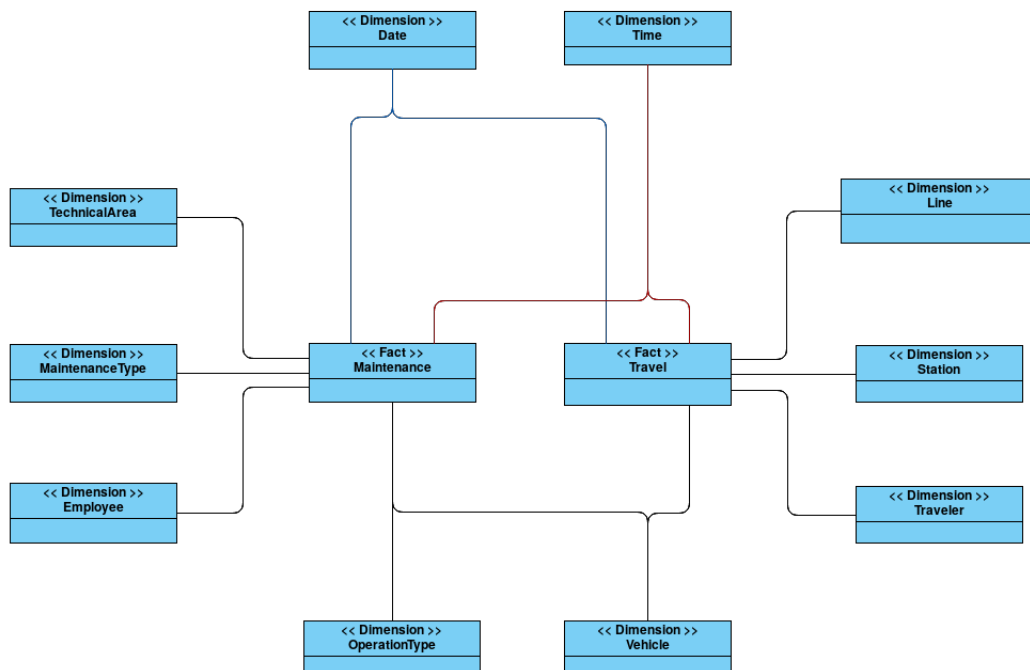 << Dimension >>
Date
<< Dimension >>
Time
<< Dimension >>
TechnicalArea
<< Dimension >>
Line
<< Dimension >>
MaintenanceType
<< Fact >>
Maintenance
<< Fact >>
Travel
<< Dimension >>
Station
<< Dimension >>
Employee
<< Dimension >>
Traveler
<< Dimension >>
OperationType
<< Dimension >>
Vehicle